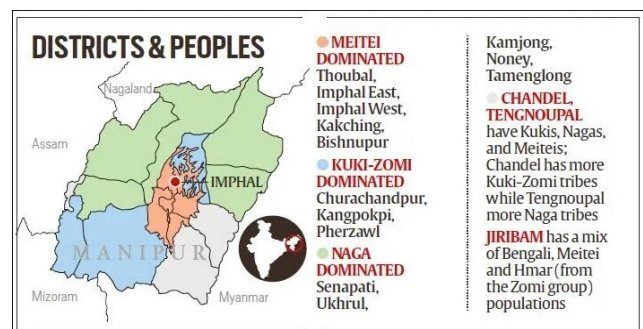 DISTRICTS & PEOPLES
Nagaland
Assam
IMPHAL
MANIPUR
Mizoram
Myanmar
MEITEI
DOMINATED
Thoubal,
Imphal East,
Imphal West,
Kakching,
Bishnupur
KUKI-ZOMI
DOMINATED
Churachandpur,
Kangpokpi,
Pherzawl
NAGA
DOMINATED
Senapati,
Ukhrul,
Kamjong,
Noney,
Tamenglong
CHANDEL,
TENGNOUPAL
have Kukis, Nagas,
and Meiteis;
Chandel has more
Kuki-Zomi tribes
while Tengnoupal
more Naga tribes
JIRIBAM has a mix
of Bengali, Meitei
and Hmar (from
the Zomi group)
populations